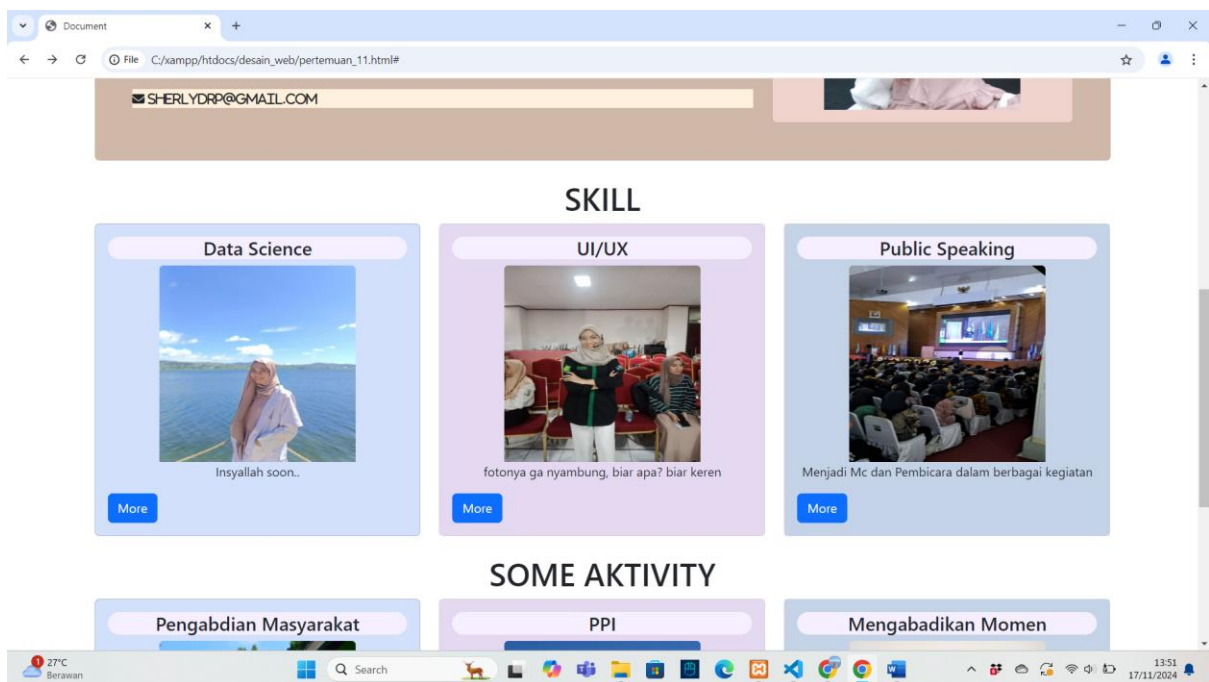 Document
File C:/xampp/htdocs/desain_web/pertemuan_11.html#
SHERLYDRP@GMAIL.COM
SKILL
Data Science
UI/UX
Public Speaking
Insyallah soon..
fotonya ga nyambung, biar apa? biar keren
Menjadi Mc dan Pembicara dalam berbagai kegiatan
More
More
More
SOME AKTIVITY
Pengabdian Masyarakat
PPI
Mengabadikan Momen
1
27°C
Berawan
Search
13:51
17/11/2024